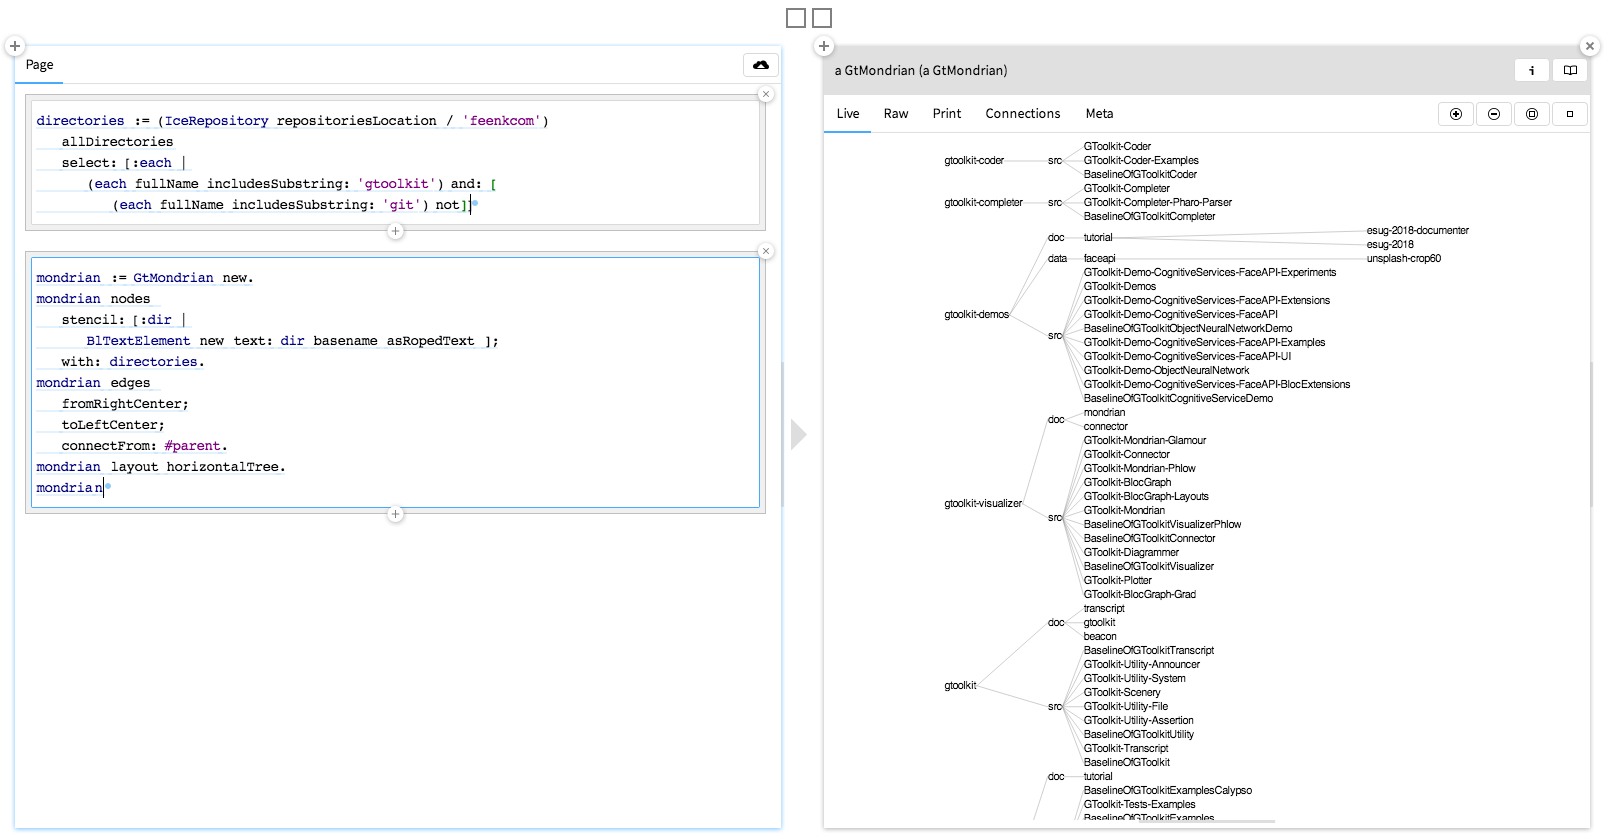 Page
directories := (IceRepository repositoriesLocation / 'feenkcom')
allDirectories
select: [:each |
(each fullName includesSubstring: 'gtoolkit') and: [
(each fullName includesSubstring: 'git') not]]
mondrian := GtMondrian new.
mondrian nodes
stencil: [:dir |
BlTextElement new text: dir basename asRopedText ];
with: directories.
mondrian edges
fromRightCenter;
toLeftCenter;
connectFrom: #parent.
mondrian layout horizontalTree.
mondrian
a GtMondrian (a GtMondrian)
Live Raw Print Connections Meta
GToolkit-Coder
gtoolkit-coder src GToolkit-Coder-Examples
BaselineOfGToolkitCoder
GToolkit-Completer
gtoolkit-completer src GToolkit-Completer-Pharo-Parser
BaselineOfGToolkitCompleter
esug-2018-documenter
doc tutorial
esug-2018
data faceapi unsplash-crop60
GToolkit-Demo-CognitiveServices-FaceAPI-Experiments
GToolkit-Demos
GToolkit-Demo-CognitiveServices-FaceAPI-Extensions
gtoolkit-demos GToolkit-Demo-CognitiveServices-FaceAPI
BaselineOfGToolkitObjectNeuralNetworkDemo
src
GToolkit-Demo-CognitiveServices-FaceAPI-Examples
GToolkit-Demo-CognitiveServices-FaceAPI-UI
GToolkit-Demo-ObjectNeuralNetwork
GToolkit-Demo-CognitiveServices-FaceAPI-BlocExtensions
BaselineOfGToolkitCognitiveServiceDemo
mondrian
doc
connector
GToolkit-Mondrian-Glamour
GToolkit-Connector
GToolkit-Mondrian-Phlow
GToolkit-BlocGraph
GToolkit-BlocGraph-Layouts
gtoolkit-visualizer
GToolkit-Mondrian
src
BaselineOfGToolkitVisualizerPhlow
BaselineOfGToolkitConnector
GToolkit-Diagrammer
BaselineOfGToolkitVisualizer
GToolkit-Plotter
GToolkit-BlocGraph-Grad
transcript
doc gtoolkit
beacon
BaselineOfGToolkitTranscript
GToolkit-Utility-Announcer
GToolkit-Utility-System
gtoolkit
GToolkit-Scenery
src GToolkit-Utility-File
GToolkit-Utility-Assertion
BaselineOfGToolkitUtility
GToolkit-Transcript
BaselineOfGToolkit
doc tutorial
BaselineOfGToolkitExamplesCalypso
GToolkit-Tests-Examples
BaselineOfGToolkitExamples